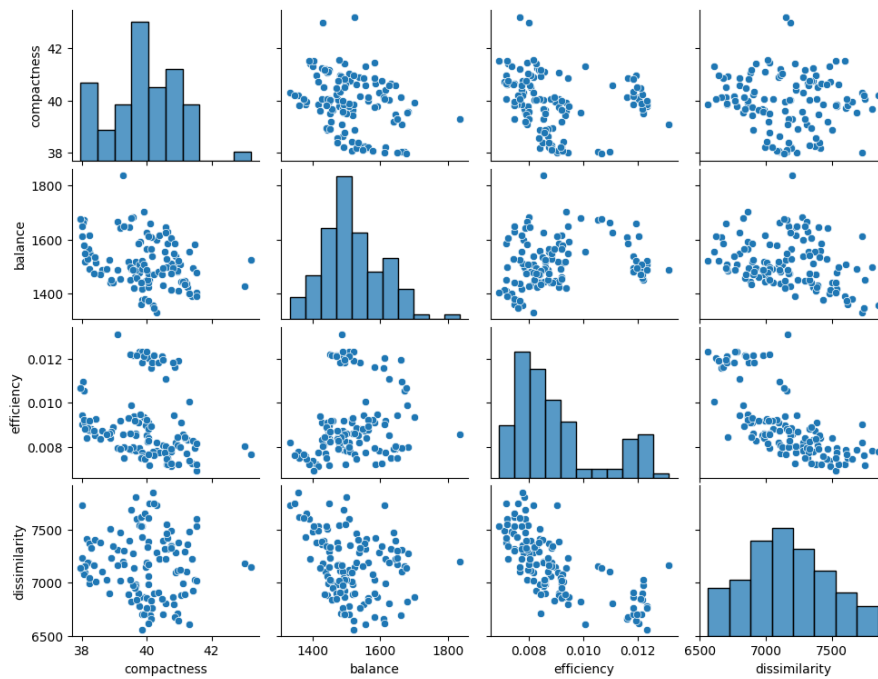 compactness
42
40
38
balance
1800
1600
1400
efficiency
0.012
0.010
0.008
dissimilarity
7500
7000
6500
38 40 42 1400 1600 1800 0.008 0.010 0.012 6500 7000 7500
compactness balance efficiency dissimilarity